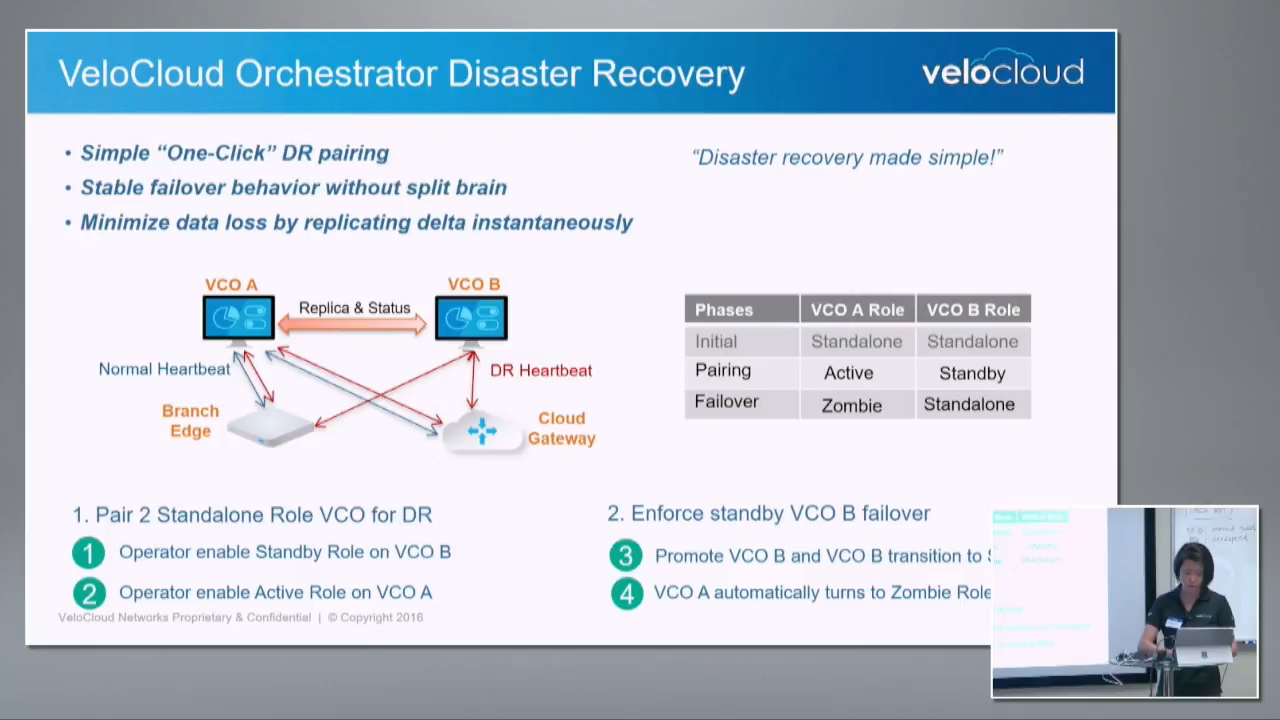 VeloCloud Orchestrator Disaster Recovery
velocloud
• Simple “One-Click” DR pairing
• Stable failover behavior without split brain
• Minimize data loss by replicating delta instantaneously
“Disaster recovery made simple!”
VCO A
VCO B
Replica & Status
Normal Heartbeat
DR Heartbeat
Branch
Edge
Cloud
Gateway
Phases VCO A Role VCO B Role
Initial Standalone Standalone
Pairing Active Standby
Failover Zombie Standalone
1. Pair 2 Standalone Role VCO for DR
1 Operator enable Standby Role on VCO B
2 Operator enable Active Role on VCO A
2. Enforce standby VCO B failover
3 Promote VCO B and VCO B transition to
4 VCO A automatically turns to Zombie Role
VeloCloud Networks Proprietary & Confidential | © Copyright 2016